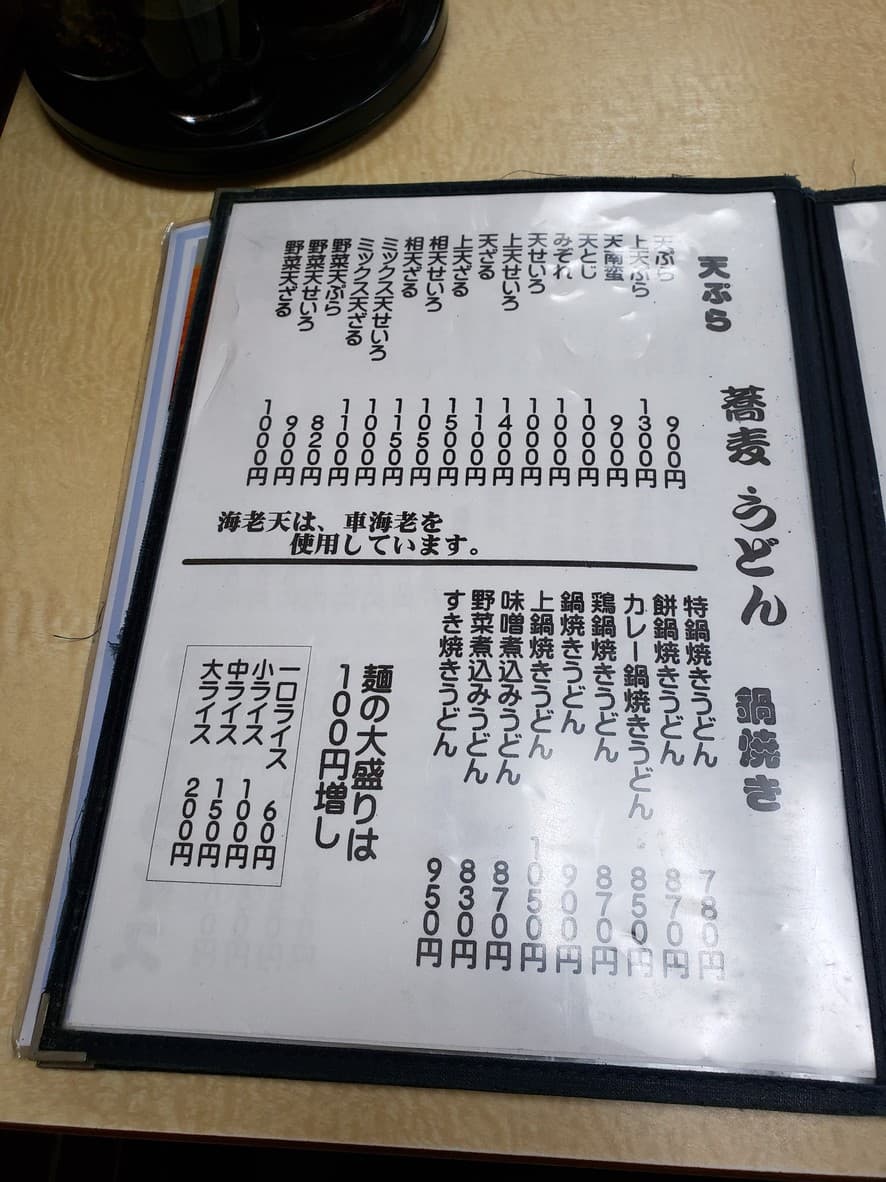 蕎麦 うどん
天ぷら
天ぷら 900円
上天ぷら 1300円
天南蛮 900円
天とじ 1000円
みぞれ 1000円
天せいろ 1000円
上天せいろ 1400円
天ざる 1100円
上天ざる 1500円
相天せいろ 1050円
相天ざる 1150円
ミックス天せいろ 1000円
ミックス天ざる 1100円
野菜天ぷら 820円
野菜天せいろ 900円
野菜天ざる 1000円
海老天は、車海老を
使用しています。
鍋焼き
特鍋焼きうどん 780円
餅鍋焼きうどん 870円
カレー鍋焼きうどん 850円
鶏鍋焼きうどん 870円
鍋焼きうどん 900円
上鍋焼きうどん 1050円
味噌煮込みうどん 870円
野菜煮込みうどん 830円
すき焼きうどん 950円
麺の大盛りは
100円増し
一口ライス 60円
小ライス 100円
中ライス 150円
大ライス 200円